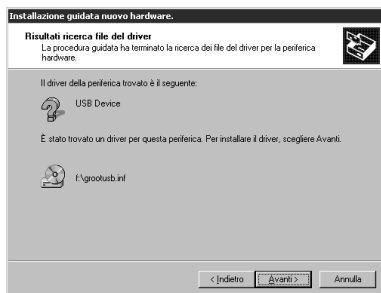 Installazione guidata nuovo hardware.
Risultati ricerca file del driver
La procedura guidata ha terminato la ricerca dei file del driver per la periferica
hardware.
Il driver della periferica trovato è il seguente:
USB Device
È stato trovato un driver per questa periferica. Per installare il driver, scegliere Avanti.
f:\grootusb.inf
< Indietro Avanti > Annulla